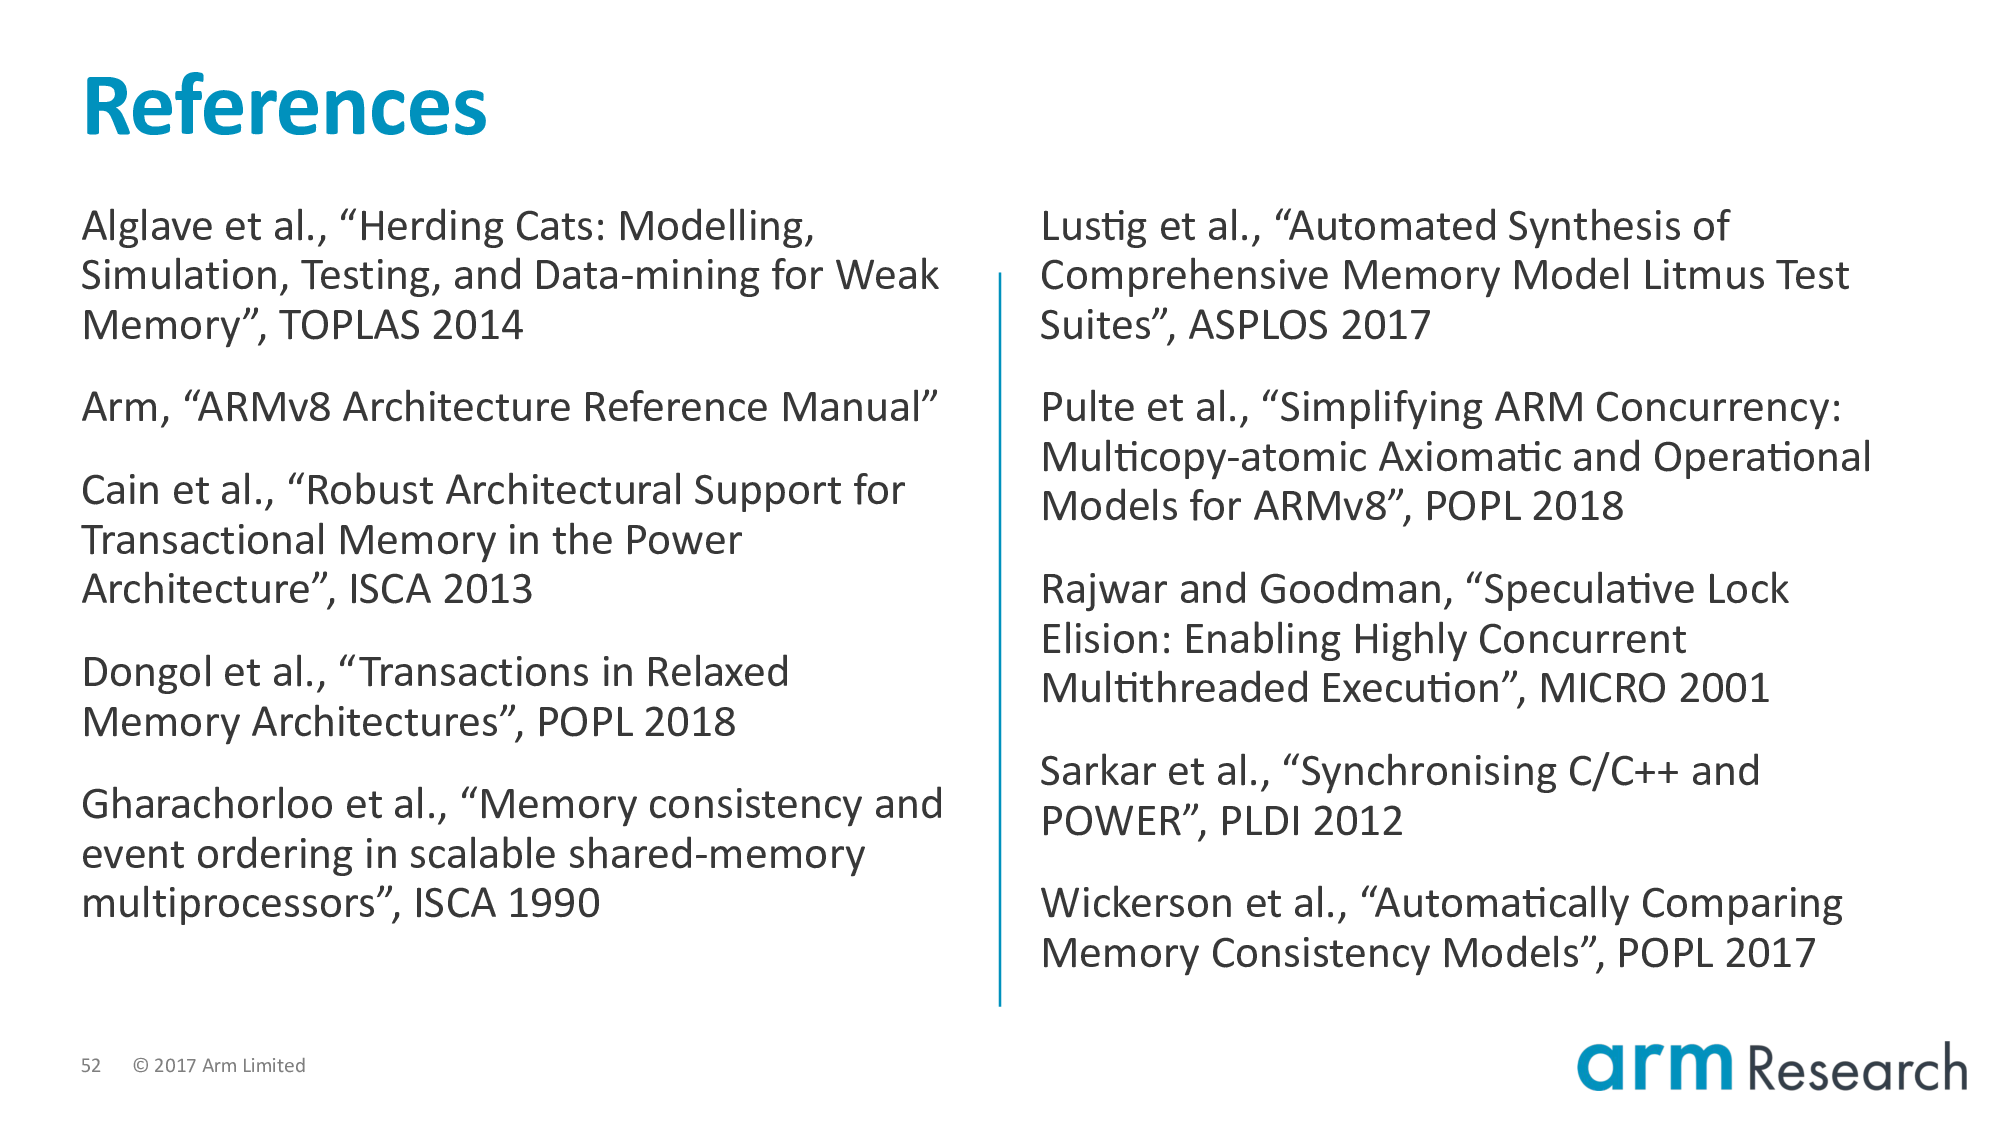 References
Alglave et al., “Herding Cats: Modelling,
Simulation, Testing, and Data-mining for Weak
Memory”, TOPLAS 2014
Arm, “ARMv8 Architecture Reference Manual”
Cain et al., “Robust Architectural Support for
Transactional Memory in the Power
Architecture”, ISCA 2013
Dongol et al., “Transactions in Relaxed
Memory Architectures”, POPL 2018
Gharachorloo et al., “Memory consistency and
event ordering in scalable shared-memory
multiprocessors”, ISCA 1990
Lustig et al., “Automated Synthesis of
Comprehensive Memory Model Litmus Test
Suites”, ASPLOS 2017
Pulte et al., “Simplifying ARM Concurrency:
Multicopy-atomic Axiomatic and Operational
Models for ARMv8”, POPL 2018
Rajwar and Goodman, “Speculative Lock
Elision: Enabling Highly Concurrent
Multithreaded Execution”, MICRO 2001
Sarkar et al., “Synchronising C/C++ and
POWER”, PLDI 2012
Wickerson et al., “Automatically Comparing
Memory Consistency Models”, POPL 2017
52 © 2017 Arm Limited
arm Research